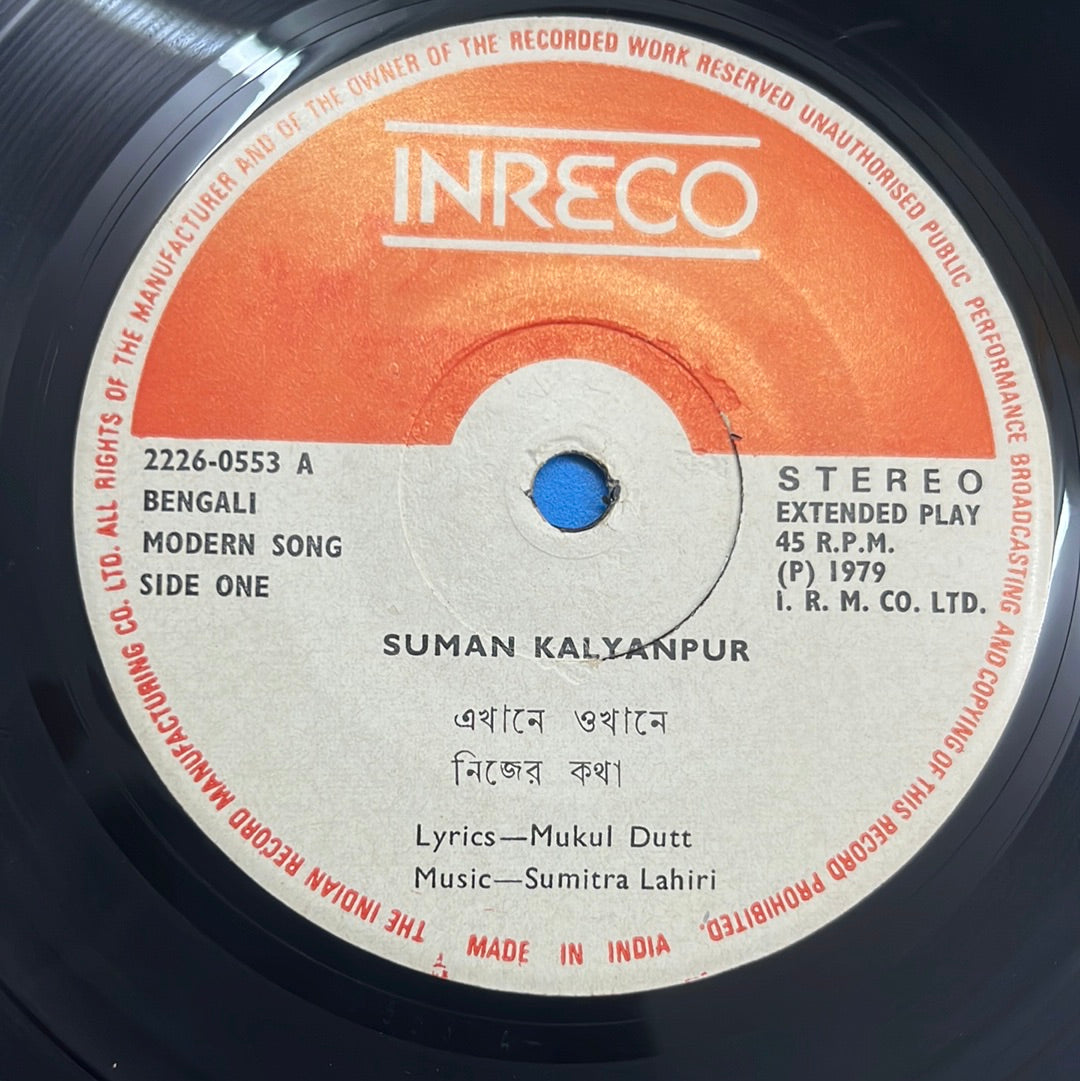 THE INDIAN RECORD MANUFACTURING CO. LTD. ALL RIGHTS OF THE MANUFACTURER AND OF THE OWNER OF THE RECORDED WORK RESERVED UNAUTHORISED PUBLIC PERFORMANCE BROADCASTING AND COPYING OF THIS RECORD PROHIBITED.
INRECO
2226-0553 A
BENGALI
MODERN SONG
SIDE ONE
STEREO
EXTENDED PLAY
45 R.P.M.
(P) 1979
I. R. M. CO. LTD.
SUMAN KALYANPUR
এখানে ওখানে
নিজের কথা
Lyrics—Mukul Dutt
Music—Sumitra Lahiri
MADE IN INDIA